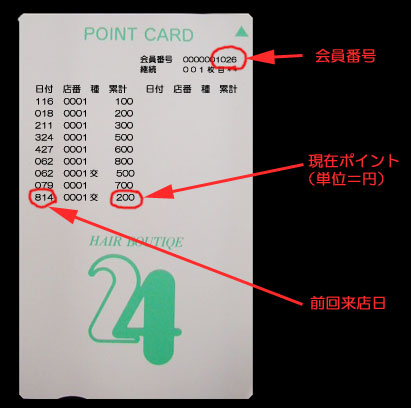 POINT CARD
会員番号 0000001026
継続 001枚目
会員番号
日付 店番 種 累計 日付 店番 種 累計
116 0001 100
018 0001 200
211 0001 300
324 0001 500
427 0001 600
062 0001 800
062 0001 交 500
079 0001 700
814 0001 交 200
現在ポイント
(単位=円)
HAIR BOUTIQE
24
前回来店日